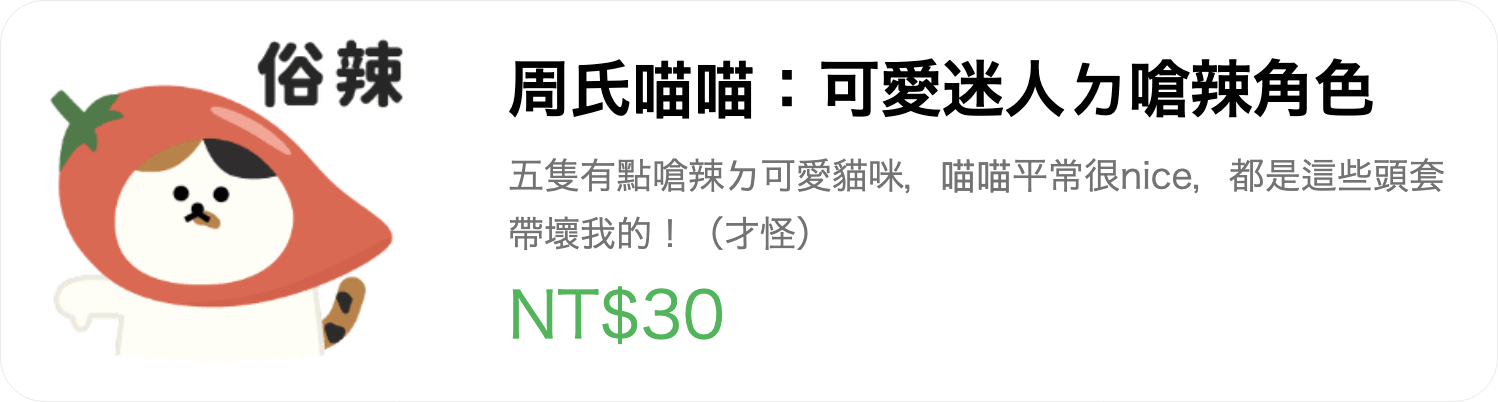 俗辣
周氏喵喵：可愛迷人ㄉ嗆辣角色
五隻有點嗆辣ㄉ可愛貓咪，喵喵平常很nice，都是這些頭套
帶壞我的！（才怪）
NT$30